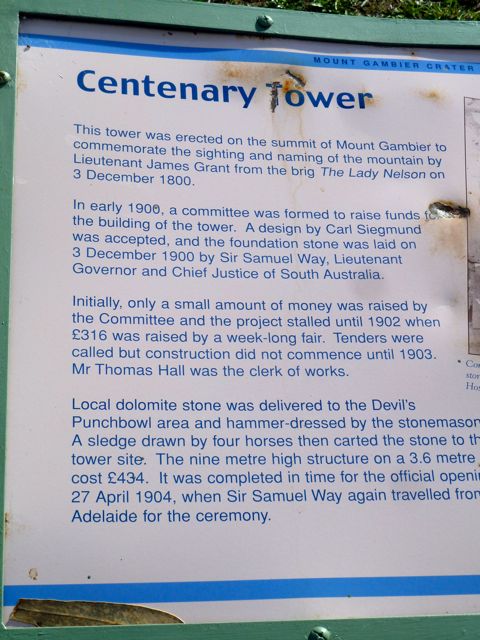 MOUNT GAMBIER CRATER
Centenary Tower
This tower was erected on the summit of Mount Gambier to
commemorate the sighting and naming of the mountain by
Lieutenant James Grant from the brig The Lady Nelson on
3 December 1800.
In early 1900, a committee was formed to raise funds
the building of the tower. A design by Carl Siegmund
was accepted, and the foundation stone was laid on
3 December 1900 by Sir Samuel Way, Lieutenant
Governor and Chief Justice of South Australia.
Initially, only a small amount of money was raised by
the Committee and the project stalled until 1902 when
£316 was raised by a week-long fair. Tenders were
called but construction did not commence until 1903.
Mr Thomas Hall was the clerk of works.
Local dolomite stone was delivered to the Devil's
Punchbowl area and hammer-dressed by the stonemason
A sledge drawn by four horses then carted the stone to
tower site. The nine metre high structure on a 3.6 metre
cost £434. It was completed in time for the official
27 April 1904, when Sir Samuel Way again travelled from
Adelaide for the ceremony.